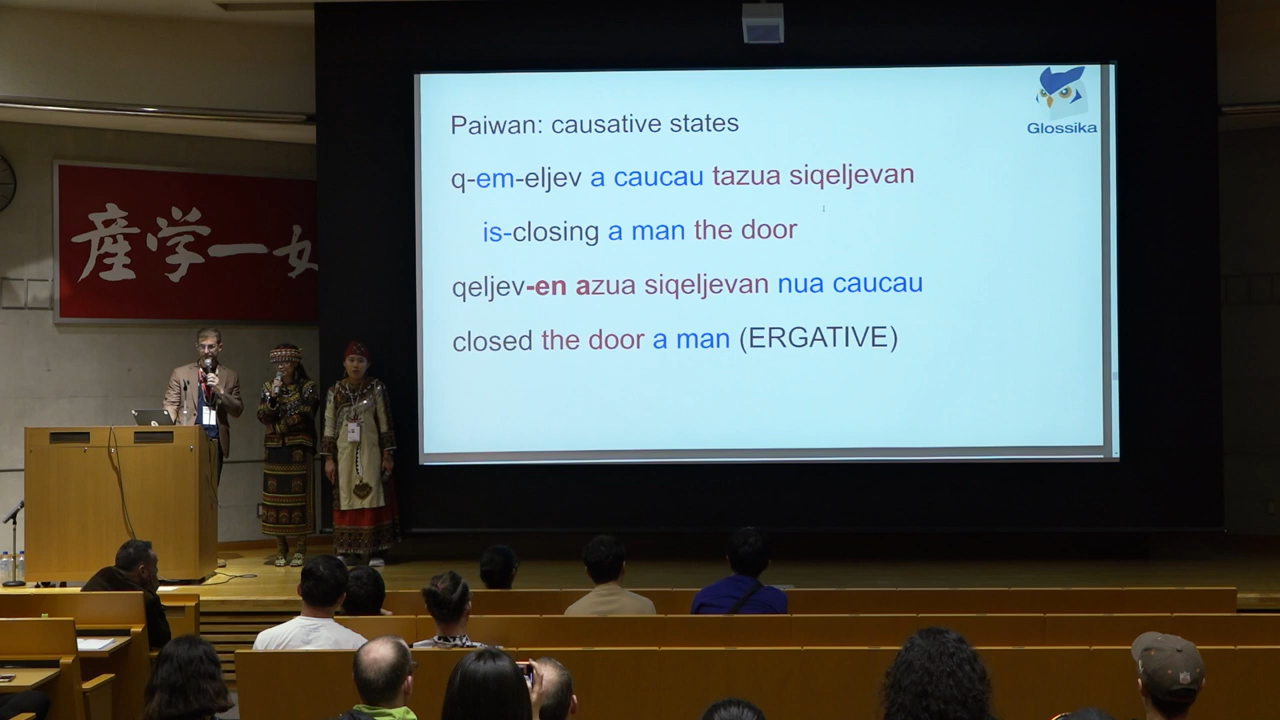 Paiwan: causative states
q-em-eljev a caucau tazua siqeljevan
is-closing a man the door
qeljev-en azua siqeljevan nua caucau
closed the door a man (ERGATIVE)
Glossika
産学一如